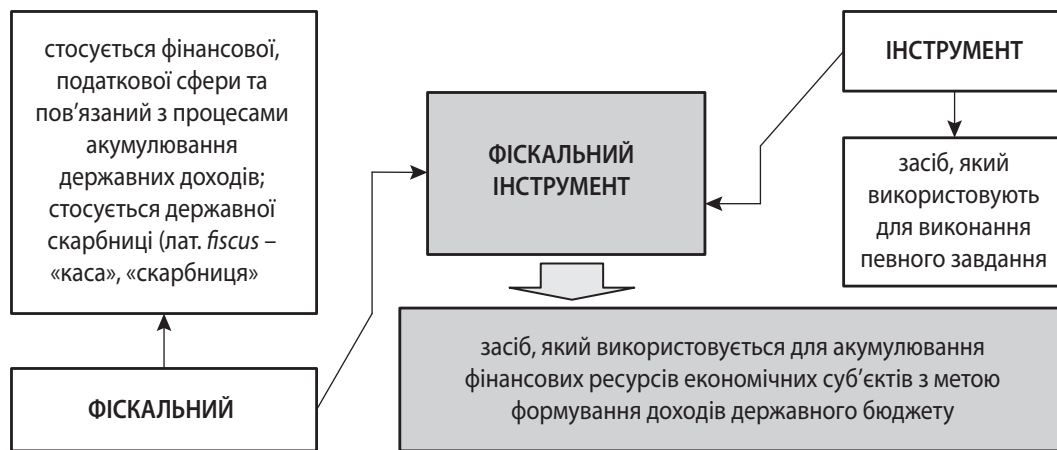 стосується фінансової,
податкової сфери та
пов’язаний з процесами
акумулювання
державних доходів;
стосується державної
скарбниці (лат. fiscus –
«каса», «скарбниця»
ФІСКАЛЬНИЙ
ФІСКАЛЬНИЙ
ІНСТРУМЕНТ
ІНСТРУМЕНТ
засіб, який
використовують
для виконання
певного завдання
засіб, який використовується для акумулювання
фінансових ресурсів економічних суб’єктів з метою
формування доходів державного бюджету